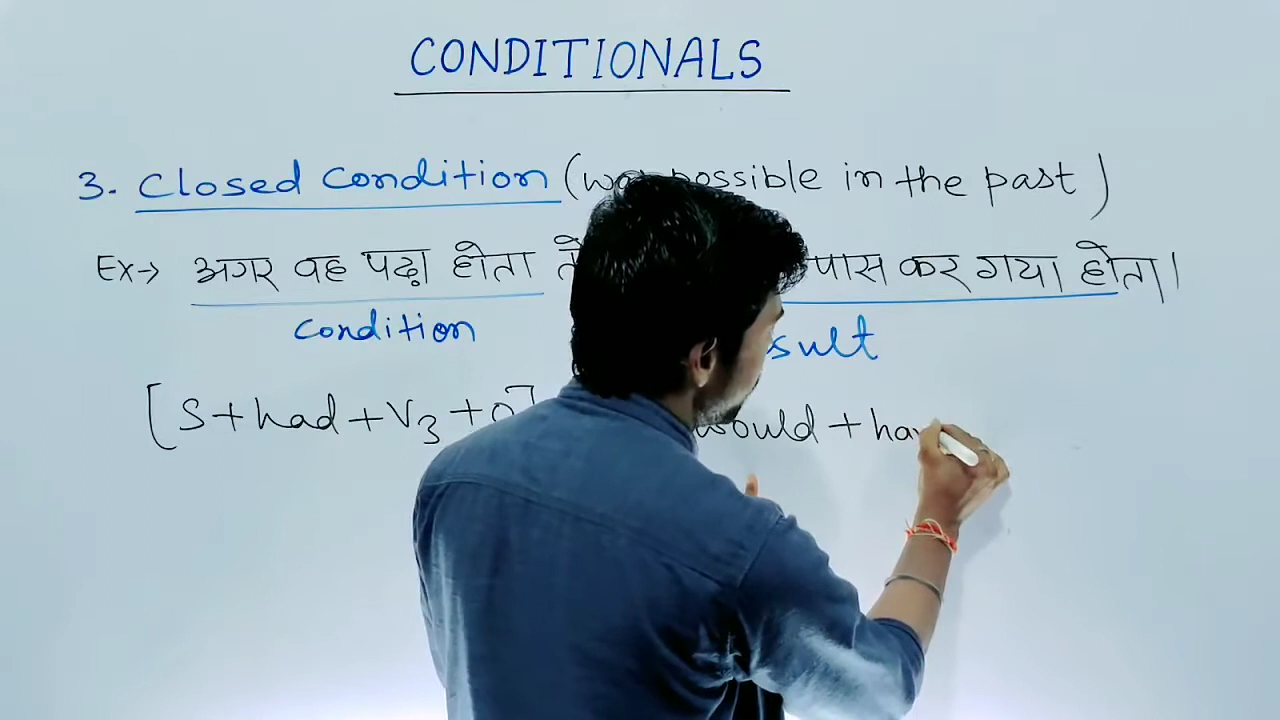 CONDITIONALS
3. Closed condition ( possible in the past )
Ex→ अगर वह पढ़ा होता पास कर गया होता।
condition
[S+had+V3+o] would + ha